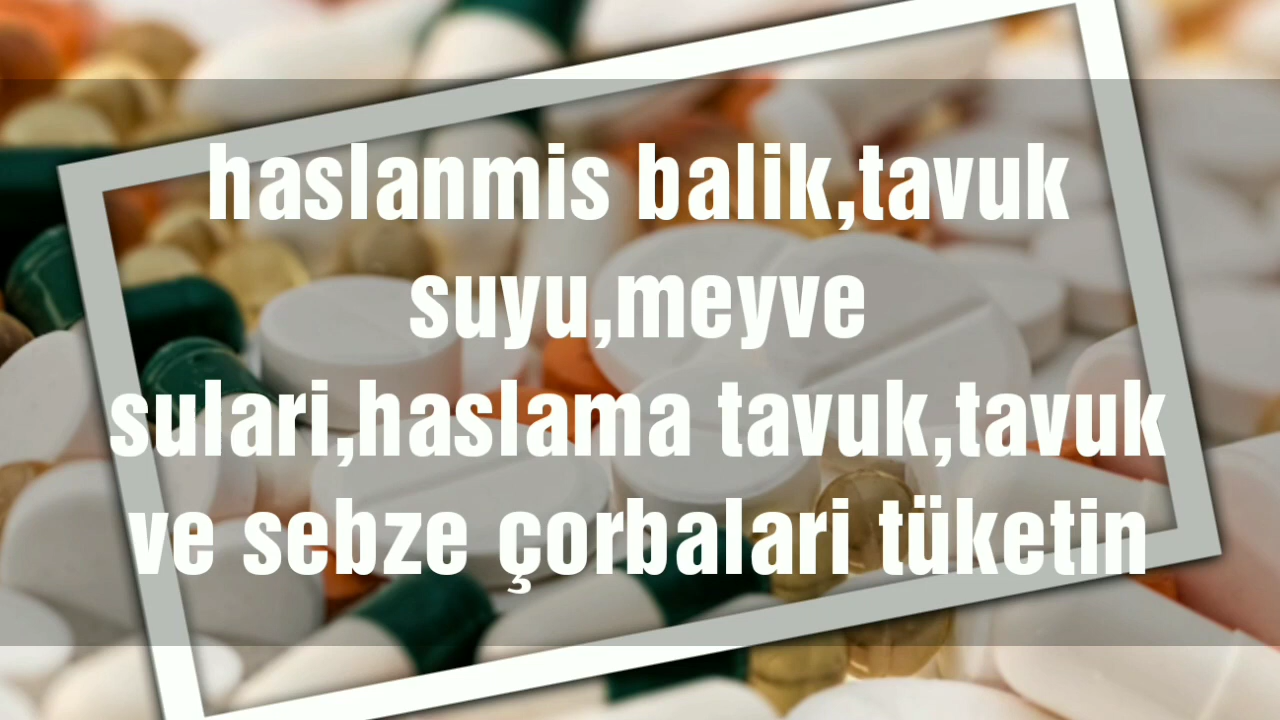 haslanmis balik,tavuk
suyu,meyve
sulari,haslama tavuk,tavuk
ve sebze çorbalari tüketin